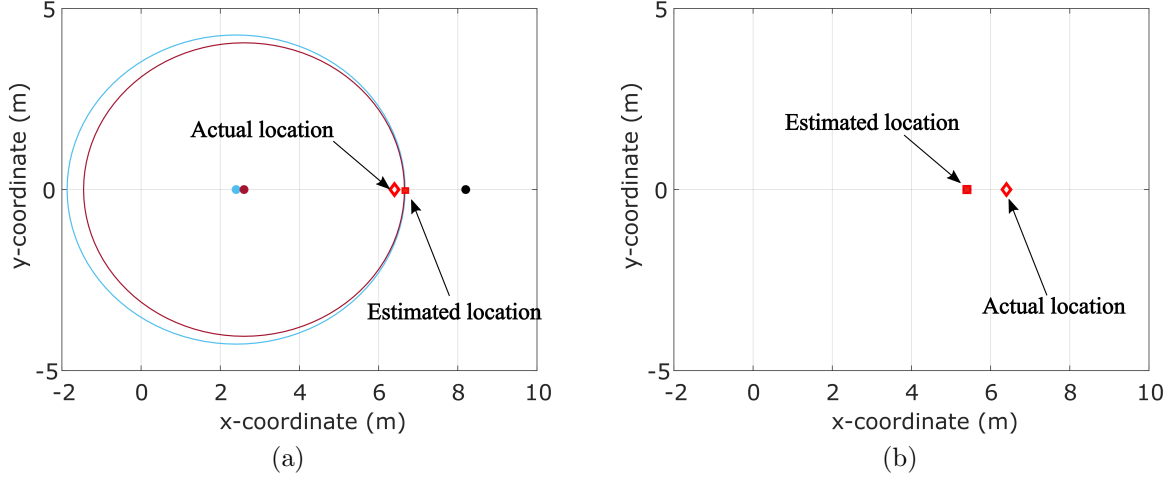 5
0
-5
y-coordinate (m)
Actual location
Estimated location
-2 0 2 4 6 8 10
x-coordinate (m)
(a)
5
0
-5
y-coordinate (m)
Estimated location
Actual location
-2 0 2 4 6 8 10
x-coordinate (m)
(b)